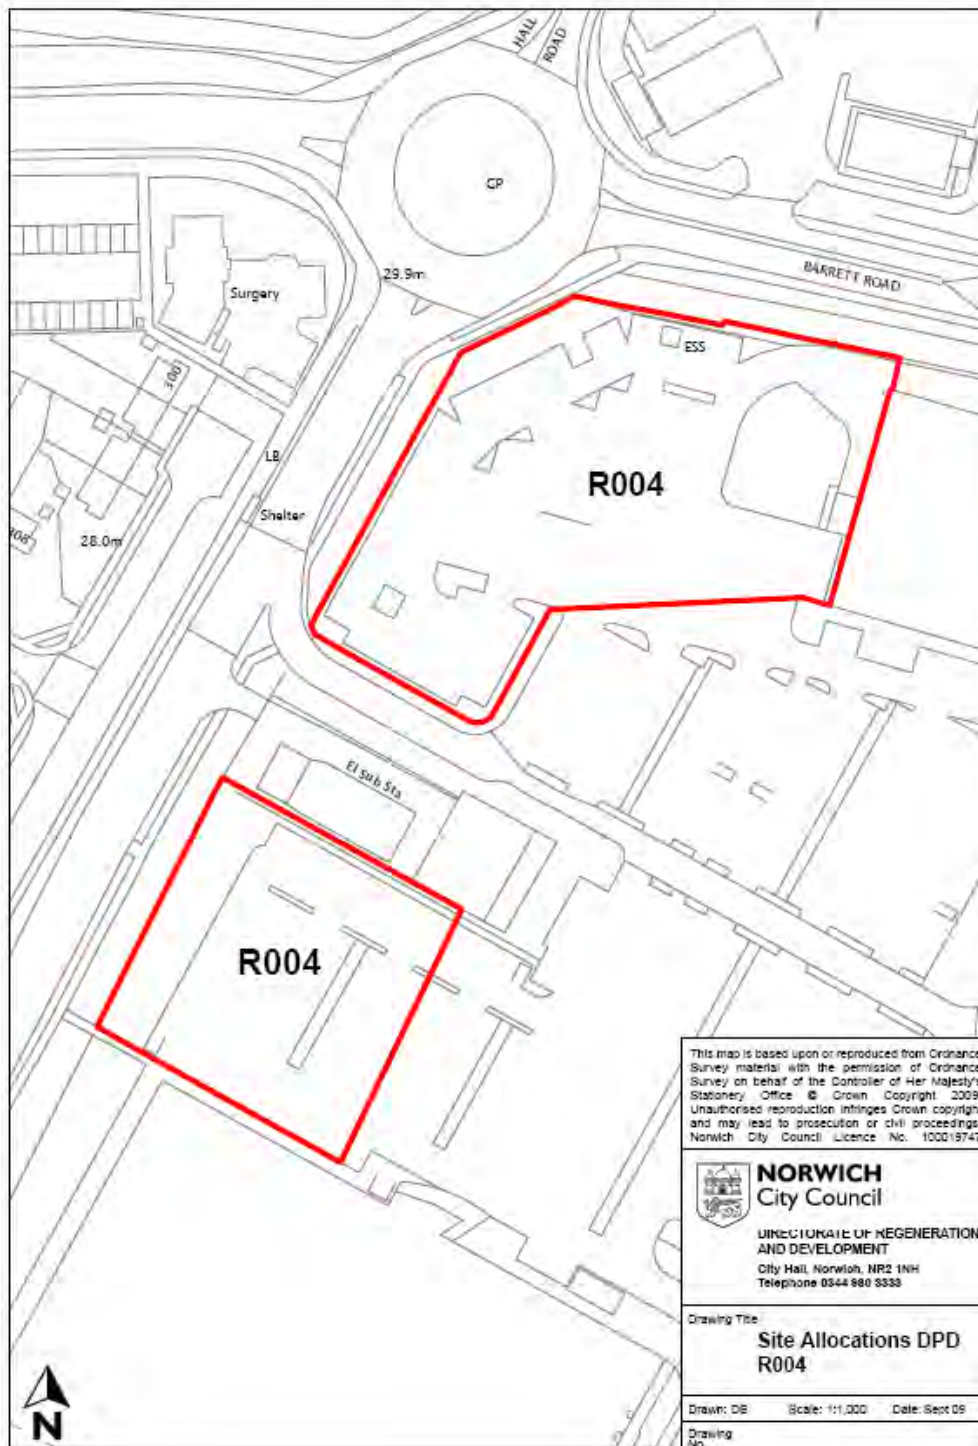 HALL
ROAD
CP
BARRETT ROAD
29.9m
Surgery
ESS
300
R004
LB
Shelter
308
28.0m
El Sub Sta
R004
This map is based upon or reproduced from Ordnance
Survey material with the permission of Ordnance
Survey on behalf of the Controller of Her Majesty's
Stationery Office © Crown Copyright 2009
Unauthorised reproduction infringes Crown copyright
and may lead to prosecution or civil proceedings
Norwich City Council Licence No. 100019747
NORWICH
City Council
DIRECTORATE OF REGENERATION
AND DEVELOPMENT
City Hall, Norwich, NR2 1NH
Telephone 0344 980 3333
Drawing Title
Site Allocations DPD
R004
Drawn: DB Scale: 1:1,000 Date: Sept 09
Drawing
No
N